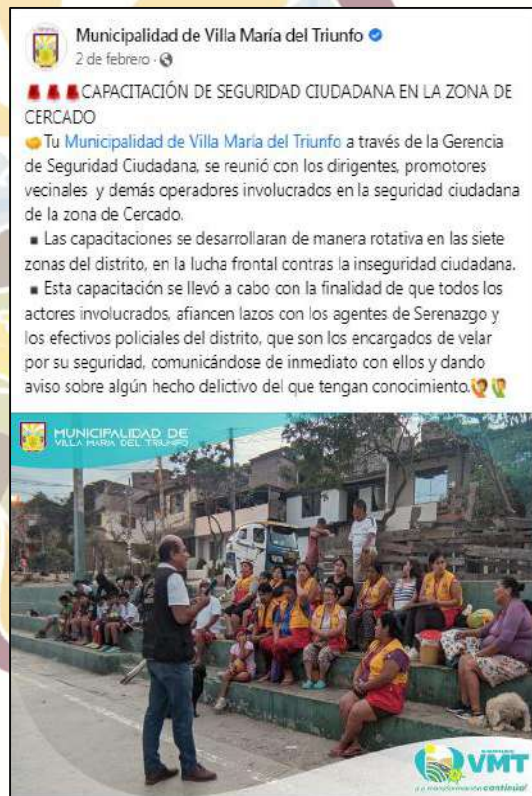 Municipalidad de Villa María del Triunfo
2 de febrero ·
CAPACITACIÓN DE SEGURIDAD CIUDADANA EN LA ZONA DE
CERCADO
Tu Municipalidad de Villa María del Triunfo a través de la Gerencia
de Seguridad Ciudadana, se reunió con los dirigentes, promotores
vecinales y demás operadores involucrados en la seguridad ciudadana
de la zona de Cercado.
▪ Las capacitaciones se desarrollaran de manera rotativa en las siete
zonas del distrito, en la lucha frontal contras la inseguridad ciudadana.
▪ Esta capacitación se llevó a cabo con la finalidad de que todos los
actores involucrados, afiancen lazos con los agentes de Serenazgo y
los efectivos policiales del distrito, que son los encargados de velar
por su seguridad, comunicándose de inmediato con ellos y dando
aviso sobre algún hecho delictivo del que tengan conocimiento.
MUNICIPALIDAD DE
VILLA MARÍA DEL TRIUNFO
VMT
transformación continúa!